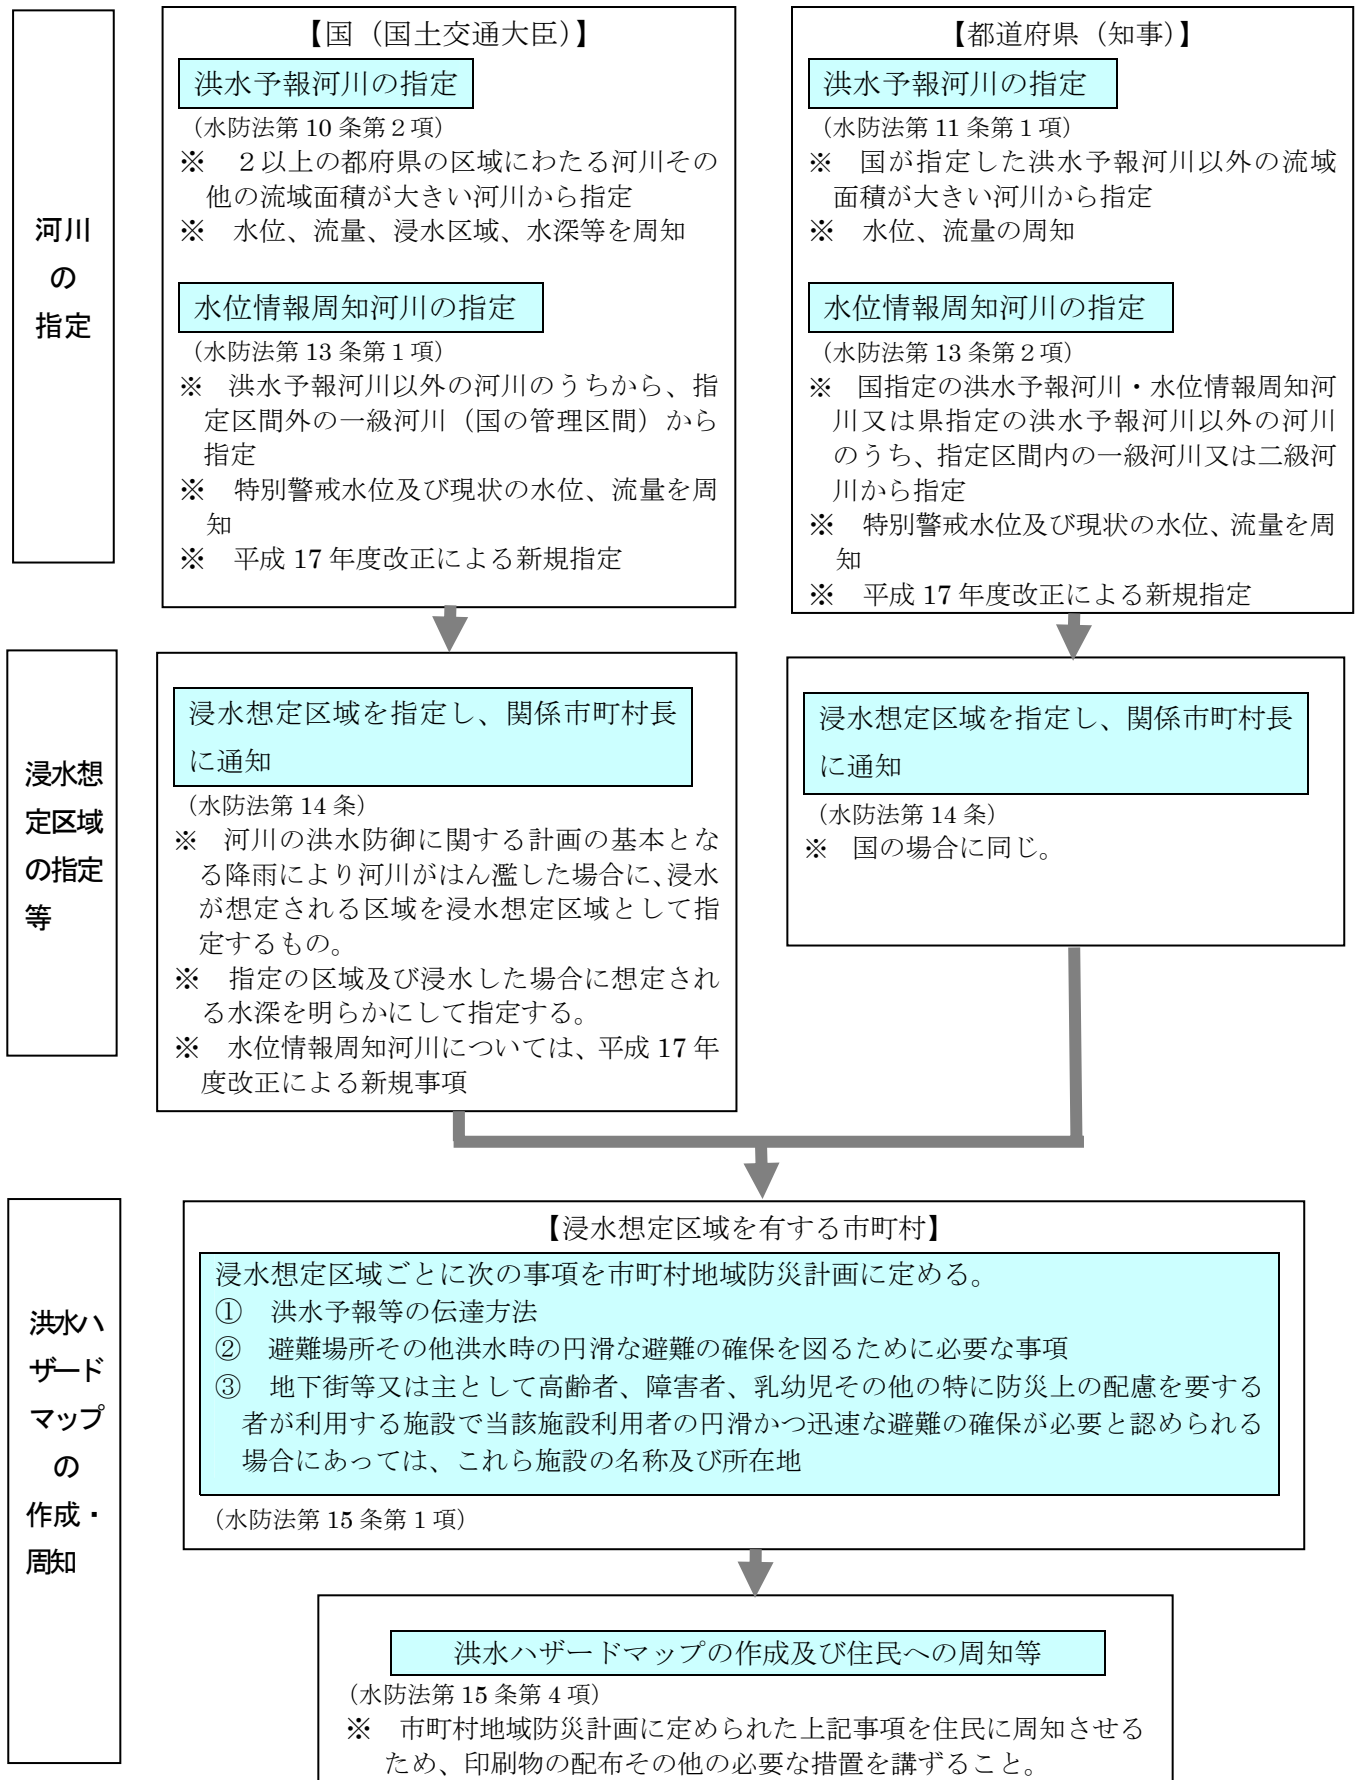 河川
の
指定
【国（国土交通大臣）】
洪水予報河川の指定
（水防法第 10 条第２項）
※　２以上の都府県の区域にわたる河川その
他の流域面積が大きい河川から指定
※　水位、流量、浸水区域、水深等を周知
水位情報周知河川の指定
（水防法第 13 条第１項）
※　洪水予報河川以外の河川のうちから、指
定区間外の一級河川（国の管理区間）から
指定
※　特別警戒水位及び現状の水位、流量を周
知
※　平成 17 年度改正による新規指定
【都道府県（知事）】
洪水予報河川の指定
（水防法第 11 条第１項）
※　国が指定した洪水予報河川以外の流域
面積が大きい河川から指定
※　水位、流量の周知
水位情報周知河川の指定
（水防法第 13 条第２項）
※　国指定の洪水予報河川・水位情報周知河
川又は県指定の洪水予報河川以外の河川
のうち、指定区間内の一級河川又は二級河
川から指定
※　特別警戒水位及び現状の水位、流量を周
知
※　平成 17 年度改正による新規指定
浸水想
定区域
の指定
等
浸水想定区域を指定し、関係市町村長
に通知
（水防法第 14 条）
※　河川の洪水防御に関する計画の基本とな
る降雨により河川がはん濫した場合に、浸水
が想定される区域を浸水想定区域として指
定するもの。
※　指定の区域及び浸水した場合に想定され
る水深を明らかにして指定する。
※　水位情報周知河川については、平成 17 年
度改正による新規事項
浸水想定区域を指定し、関係市町村長
に通知
（水防法第 14 条）
※　国の場合に同じ。
洪水ハ
ザード
マップ
の
作成・
周知
【浸水想定区域を有する市町村】
浸水想定区域ごとに次の事項を市町村地域防災計画に定める。
①　洪水予報等の伝達方法
②　避難場所その他洪水時の円滑な避難の確保を図るために必要な事項
③　地下街等又は主として高齢者、障害者、乳幼児その他の特に防災上の配慮を要する
者が利用する施設で当該施設利用者の円滑かつ迅速な避難の確保が必要と認められる
場合にあっては、これら施設の名称及び所在地
（水防法第 15 条第１項）
洪水ハザードマップの作成及び住民への周知等
（水防法第 15 条第４項）
※　市町村地域防災計画に定められた上記事項を住民に周知させる
ため、印刷物の配布その他の必要な措置を講ずること。